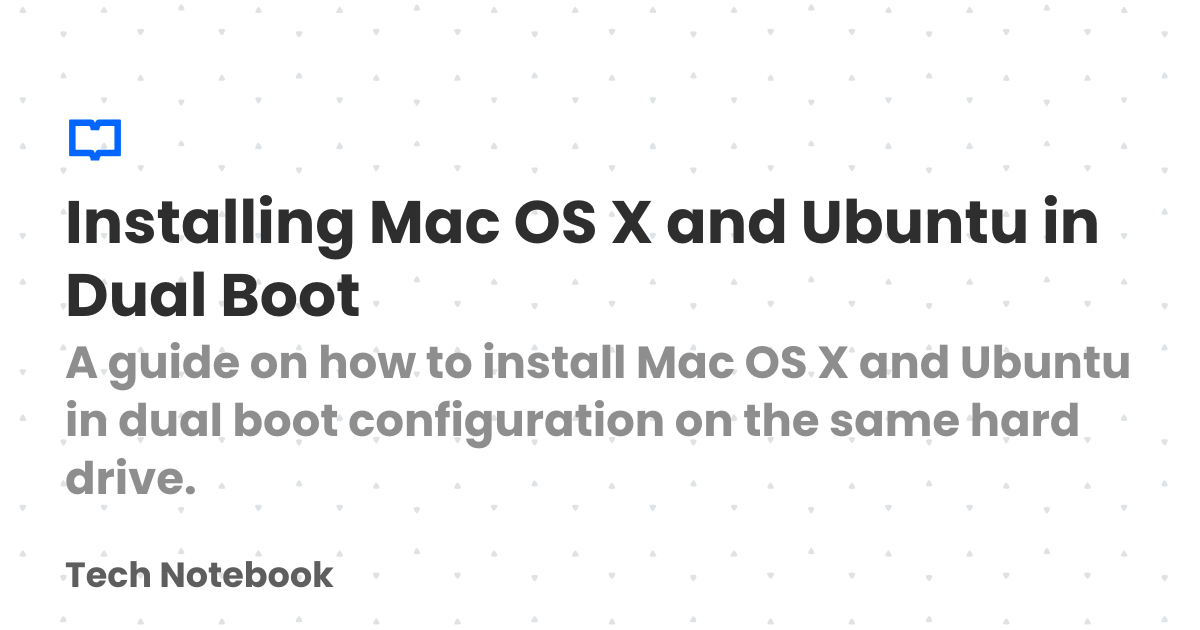 Installing Mac OS X and Ubuntu in
Dual Boot
A guide on how to install Mac OS X and Ubuntu
in dual boot configuration on the same hard
drive.
Tech Notebook